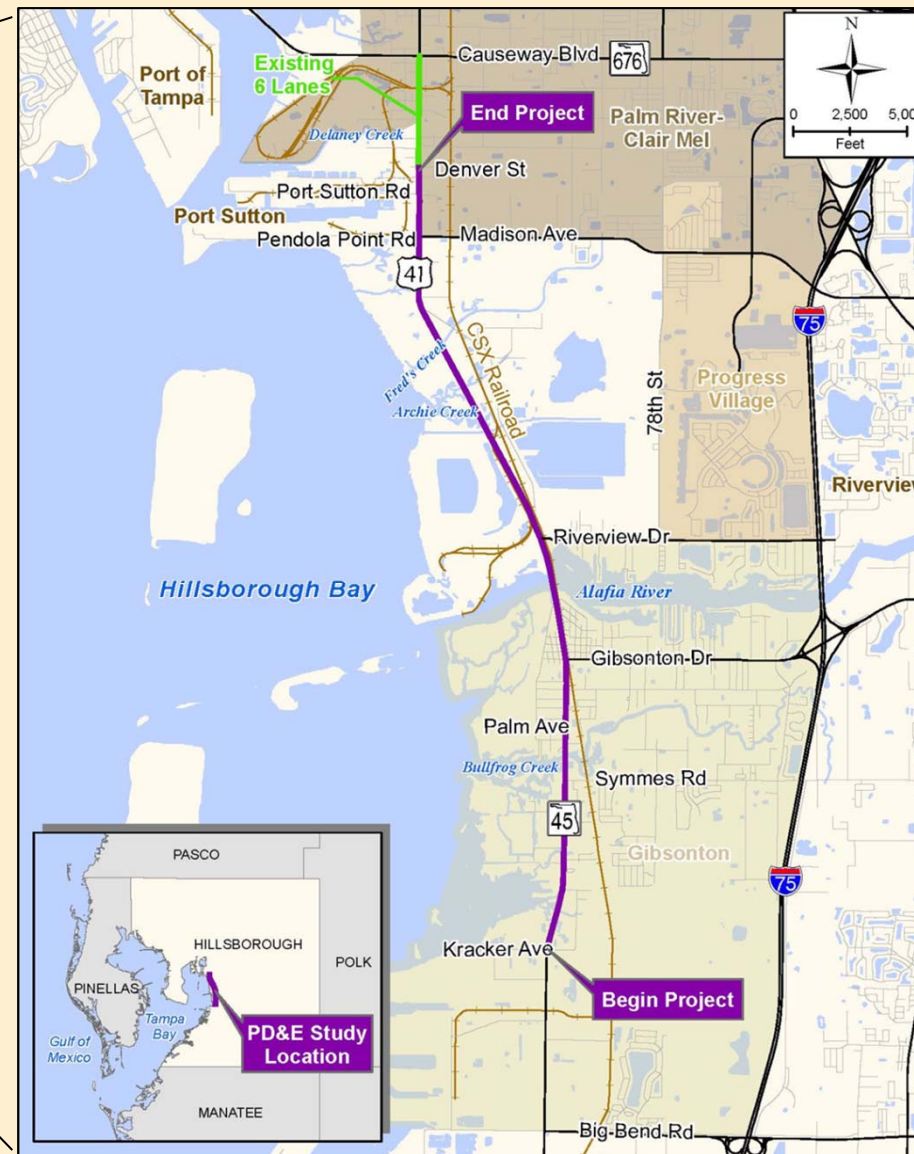 N
0 2,500 5,00
Feet
Causeway Blvd
676
Existing
6 Lanes
Port of
Tampa
End Project
Palm River-
Clair Mel
Delaney Creek
Denver St
Port Sutton Rd
Port Sutton
Pendola Point Rd
Madison Ave
41
75
CSX Railroad
Fred's Creek
Archie Creek
78th St
Progress
Village
Riverview
Riverview Dr
Hillsborough Bay
Alafia River
Gibsonton Dr
Palm Ave
Bullfrog Creek
Symmes Rd
45
Gibsonton
75
Kracker Ave
Begin Project
Big Bend Rd
PASCO
HILLSBOROUGH
POLK
PINELLAS
Tampa
Bay
Gulf of
Mexico
PD&E Study
Location
MANATEE